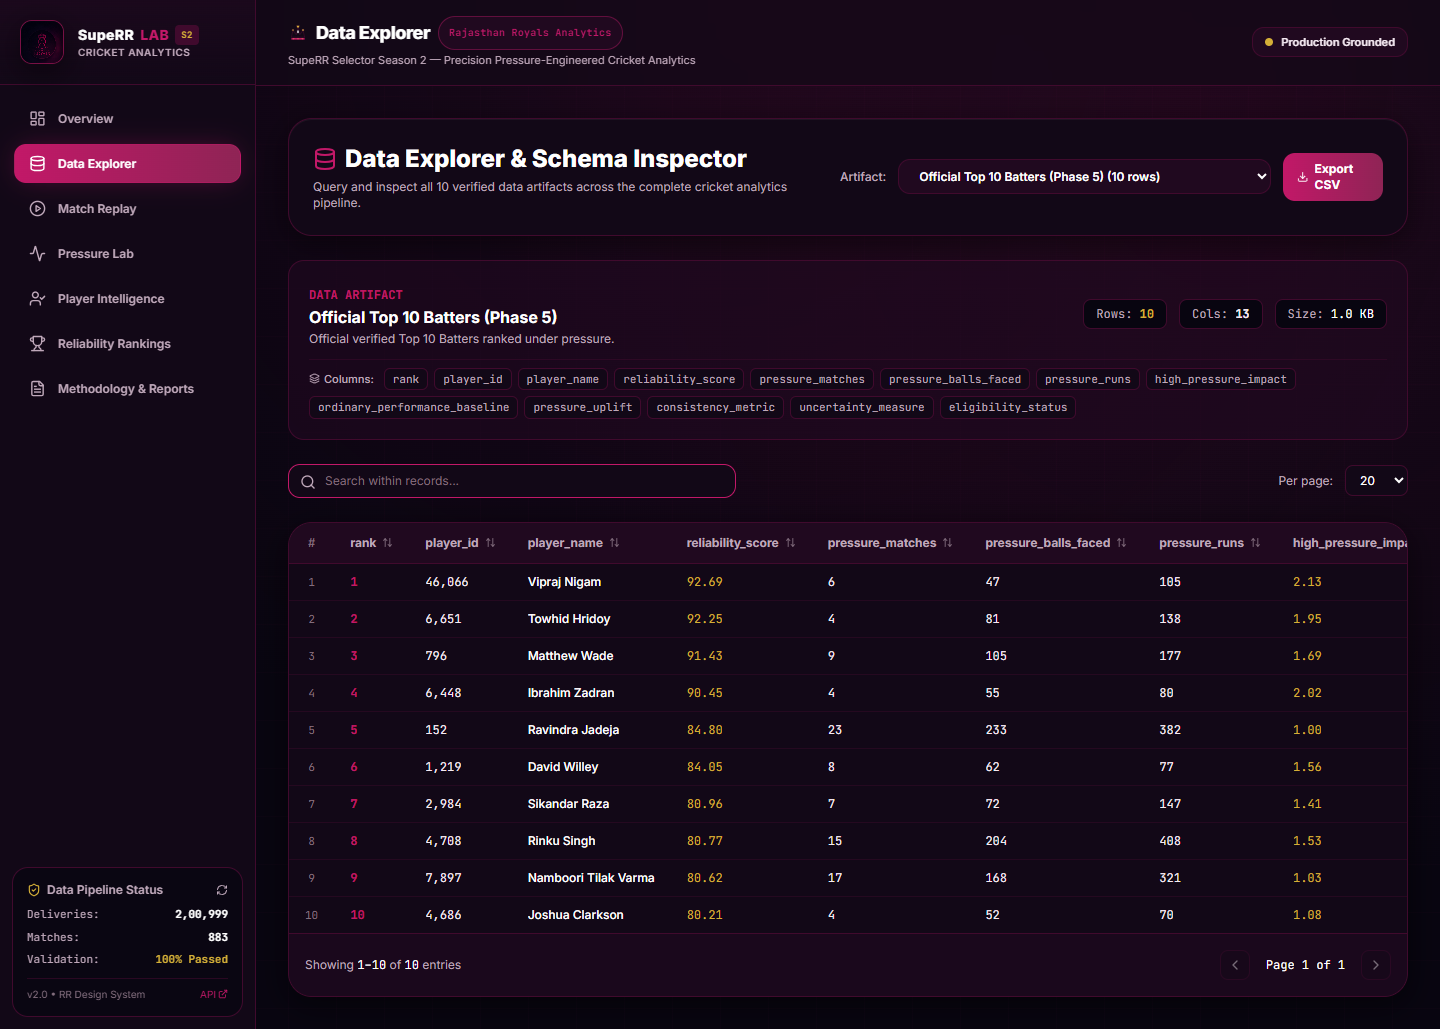 SupeRR LAB S2
CRICKET ANALYTICS
Overview
Data Explorer
Match Replay
Pressure Lab
Player Intelligence
Reliability Rankings
Methodology & Reports
Data Pipeline Status
Deliveries: 2,00,999
Matches: 883
Validation: 100% Passed
v2.0 • RR Design System API
Data Explorer Rajasthan Royals Analytics
SupeRR Selector Season 2 — Precision Pressure-Engineered Cricket Analytics
Production Grounded
Data Explorer & Schema Inspector
Query and inspect all 10 verified data artifacts across the complete cricket analytics
pipeline.
Artifact: Official Top 10 Batters (Phase 5) (10 rows)
Export
CSV
DATA ARTIFACT
Official Top 10 Batters (Phase 5)
Official verified Top 10 Batters ranked under pressure.
Rows: 10 Cols: 13 Size: 1.0 KB
Columns: rank player_id player_name reliability_score pressure_matches pressure_balls_faced pressure_runs high_pressure_impact
ordinary_performance_baseline pressure_uplift consistency_metric uncertainty_measure eligibility_status
Search within records...
Per page: 20
# rank player_id player_name reliability_score pressure_matches pressure_balls_faced pressure_runs high_pressure_impa
1 1 46,066 Vipraj Nigam 92.69 6 47 105 2.13
2 2 6,651 Towhid Hridoy 92.25 4 81 138 1.95
3 3 796 Matthew Wade 91.43 9 105 177 1.69
4 4 6,448 Ibrahim Zadran 90.45 4 55 80 2.02
5 5 152 Ravindra Jadeja 84.80 23 233 382 1.00
6 6 1,219 David Willey 84.05 8 62 77 1.56
7 7 2,984 Sikandar Raza 80.96 7 72 147 1.41
8 8 4,708 Rinku Singh 80.77 15 204 408 1.53
9 9 7,897 Namboori Tilak Varma 80.62 17 168 321 1.03
10 10 4,686 Joshua Clarkson 80.21 4 52 70 1.08
Showing 1–10 of 10 entries
Page 1 of 1